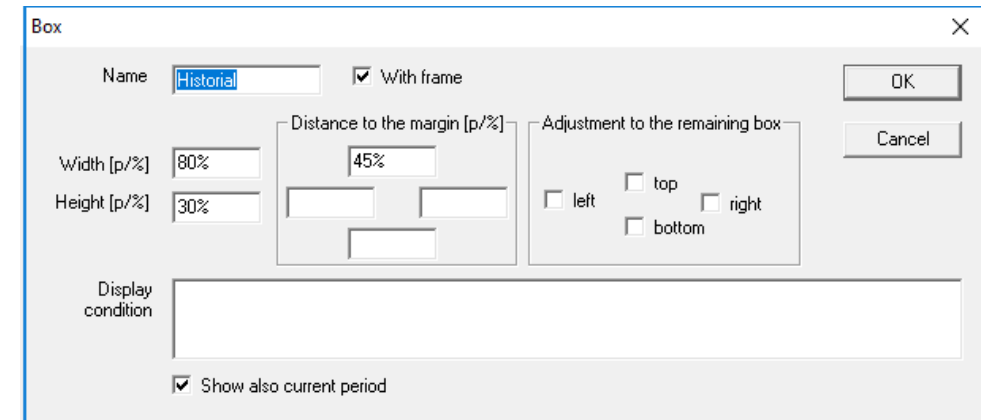 Box
Name Historial With frame OK
Distance to the margin [p/%] Adjustment to the remaining box
Cancel
Width [p/%] 80% 45%
top
Height [p/%] 30% left right
bottom
Display
condition
Show also current period